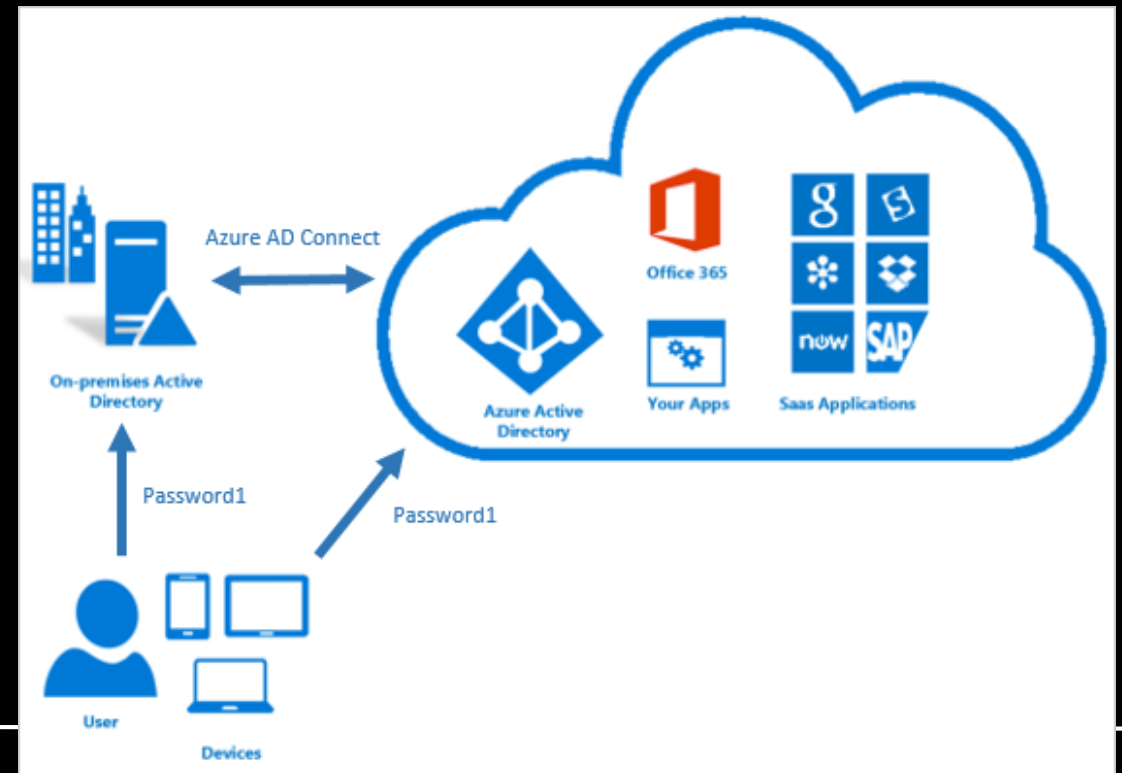 Azure AD Connect
On-premises Active
Directory
Password1
Password1
User
Devices
Azure Active
Directory
Office 365
Your Apps
g
S
now
SAP
Saas Applications